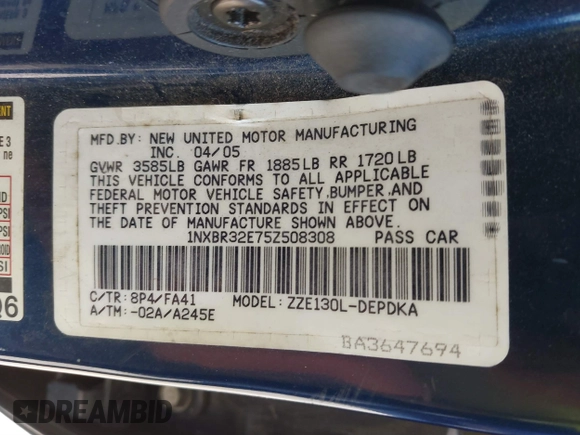 MFD.BY: NEW UNITED MOTOR MANUFACTURING
INC. 04/05
GVWR 3585LB GAWR FR 1885LB RR 1720LB
THIS VEHICLE CONFORMS TO ALL APPLICABLE
FEDERAL MOTOR VEHICLE SAFETY,BUMPER,AND
THEFT PREVENTION STANDARDS IN EFFECT ON
THE DATE OF MANUFACTURE SHOWN ABOVE.
1NXBR32E75Z508308 PASS CAR
C/TR:8P4/FA41 MODEL:ZZE130L-DEPDKA
A/TM:-02A/A245E
BA3647694
DREAMBID